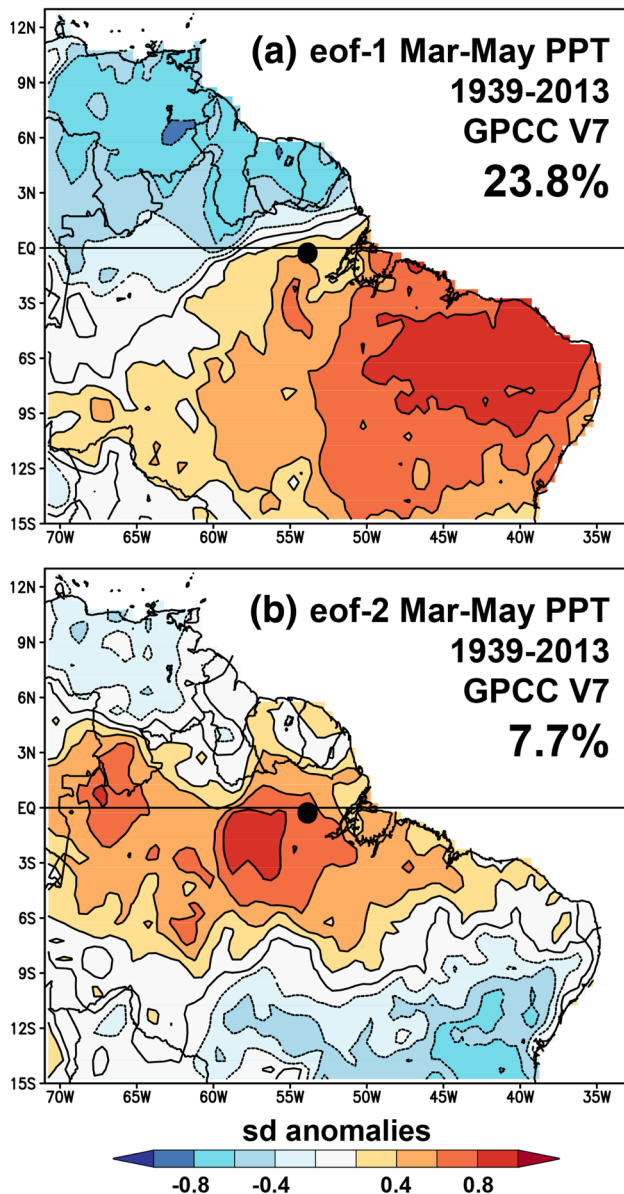 12N
9N
6N
3N
EQ
3S
6S
9S
12S
15S
(a) eof-1 Mar-May PPT
1939-2013
GPCC V7
23.8%
70W 65W 60W 55W 50W 45W 40W 35W
12N
9N
6N
3N
EQ
3S
6S
9S
12S
15S
(b) eof-2 Mar-May PPT
1939-2013
GPCC V7
7.7%
70W 65W 60W 55W 50W 45W 40W 35W
sd anomalies
-0.8 -0.4 0.4 0.8